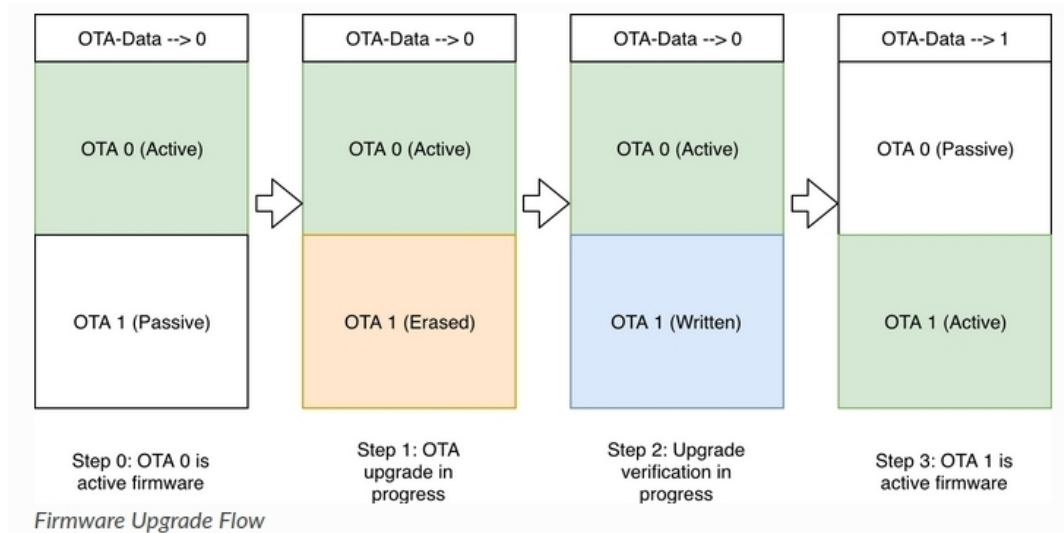 OTA-Data --> 0
OTA 0 (Active)
OTA 1 (Passive)
Step 0: OTA 0 is
active firmware
OTA-Data --> 0
OTA 0 (Active)
OTA 1 (Erased)
Step 1: OTA
upgrade in
progress
OTA-Data --> 0
OTA 0 (Active)
OTA 1 (Written)
Step 2: Upgrade
verification in
progress
OTA-Data --> 1
OTA 0 (Passive)
OTA 1 (Active)
Step 3: OTA 1 is
active firmware
Firmware Upgrade Flow